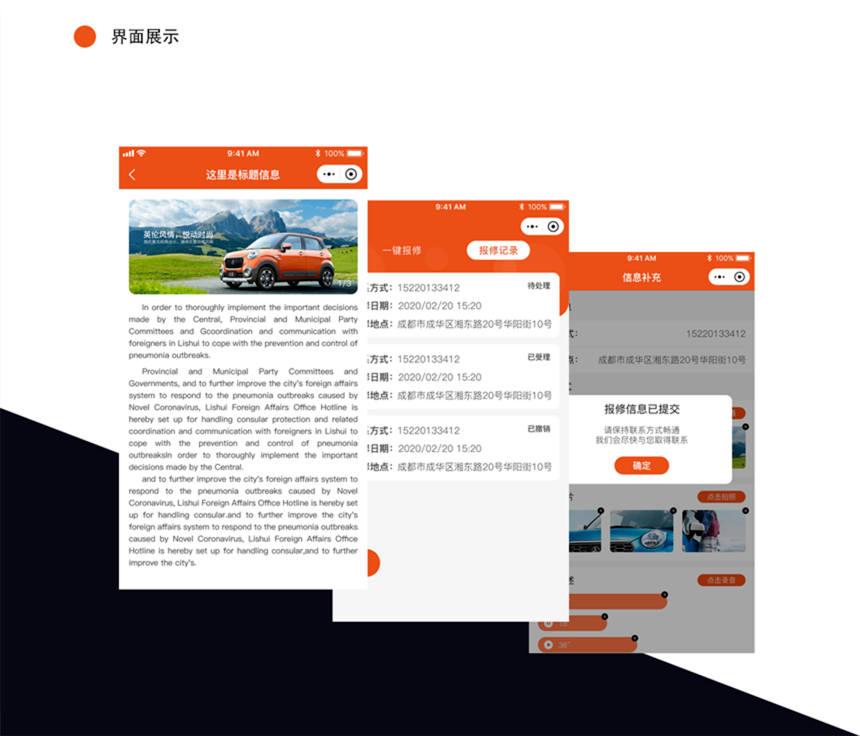 界面展示
9:41 AM
100%
这里是标题信息
英伦风情,悦动时尚
1/3
In order to thoroughly implement the important decisions
made by the Central, Provincial and Municipal Party
Committees and Gcoordination and communication with
foreigners in Lishui to cope with the prevention and control of
pneumonia outbreaks.
Provincial and Municipal Party Committees and
Governments, and to further improve the city's foreign affairs
system to respond to the pneumonia outbreaks caused by
Novel Coronavirus, Lishui Foreign Affairs Office Hotline is
hereby set up for handling consular protection and related
coordination and communication with foreigners in Lishui to
cope with the prevention and control of pneumonia
outbreaksIn order to thoroughly implement the important
decisions made by the Central.
and to further improve the city's foreign affairs system to
respond to the pneumonia outbreaks caused by Novel
Coronavirus, Lishui Foreign Affairs Office Hotline is hereby set
up for handling consular.and to further improve the city's
foreign affairs system to respond to the pneumonia outbreaks
caused by Novel Coronavirus, Lishui Foreign Affairs Office
Hotline is hereby set up for handling consular,and to further
improve the city's.
9:41 AM
100%
一键报修
报修记录
方式：15220133412
待处理
日期：2020/02/20 15:20
地点：成都市成华区湘东路20号华阳街10号
方式：15220133412
已受理
日期：2020/02/20 15:20
地点：成都市成华区湘东路20号华阳街10号
方式：15220133412
已撤销
日期：2020/02/20 15:20
地点：成都市成华区湘东路20号华阳街10号
9:41 AM
100%
信息补充
式：
15220133412
点：
成都市成华区湘东路20号华阳街10号
报修信息已提交
请保持联系方式畅通
我们会尽快与您取得联系
确定
片
点击拍照
述
点击录音
36"